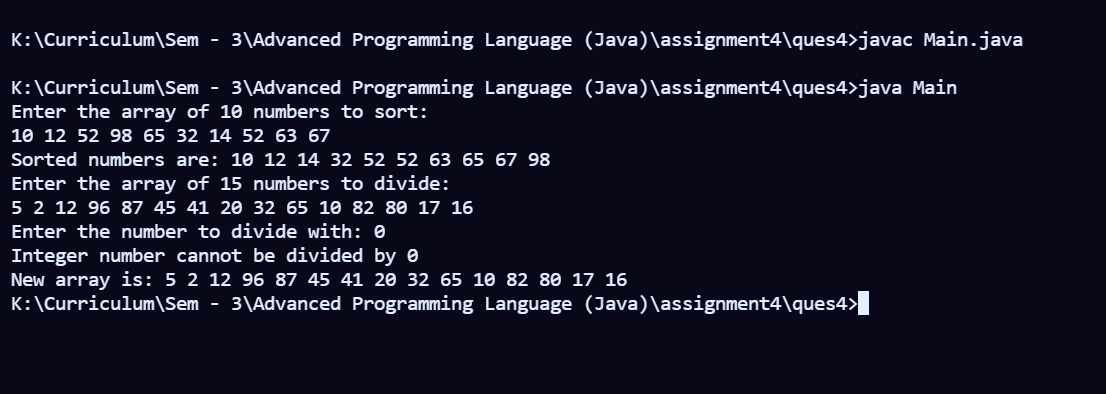 K:\Curriculum\Sem - 3\Advanced Programming Language (Java)\assignment4\ques4>javac Main.java
K:\Curriculum\Sem - 3\Advanced Programming Language (Java)\assignment4\ques4>java Main
Enter the array of 10 numbers to sort:
10 12 52 98 65 32 14 52 63 67
Sorted numbers are: 10 12 14 32 52 52 63 65 67 98
Enter the array of 15 numbers to divide:
5 2 12 96 87 45 41 20 32 65 10 82 80 17 16
Enter the number to divide with: 0
Integer number cannot be divided by 0
New array is: 5 2 12 96 87 45 41 20 32 65 10 82 80 17 16
K:\Curriculum\Sem - 3\Advanced Programming Language (Java)\assignment4\ques4>